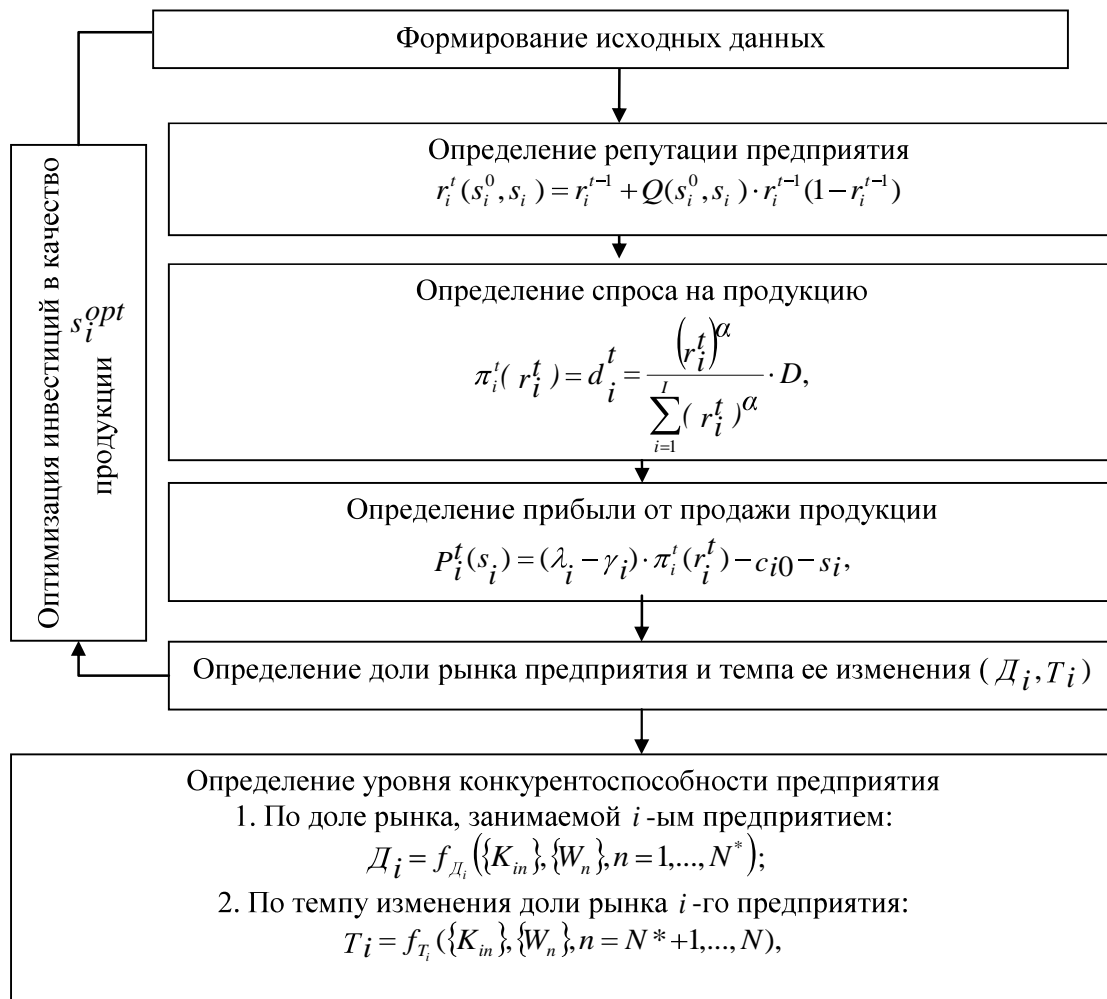 Формирование исходных данных
Определение репутации предприятия
r_i^t (s_i^0, s_i) = r_i^{t-1} + Q(s_i^0, s_i) · r_i^{t-1} (1 − r_i^{t-1})
Определение спроса на продукцию
π_i^t( r_i^t ) = d_i^t = \frac{(r_i^t)^α}{\sum_{i=1}^{I} ( r_i^t )^α} · D,
Определение прибыли от продажи продукции
P_i^t(s_i) = (λ_i − γ_i) · π_i^t (r_i^t) − c_{i0} − s_i,
Определение доли рынка предприятия и темпа ее изменения ( Д_i, T_i )
Оптимизация инвестиций в качество
продукции s_i^{opt}
Определение уровня конкурентоспособности предприятия
1. По доле рынка, занимаемой i -ым предприятием:
Д_i = f_{Д_i} ({K_{in}}, {W_n}, n = 1,..., N^*);
2. По темпу изменения доли рынка i -го предприятия:
T_i = f_{T_i} ({K_{in}}, {W_n}, n = N* +1,..., N),